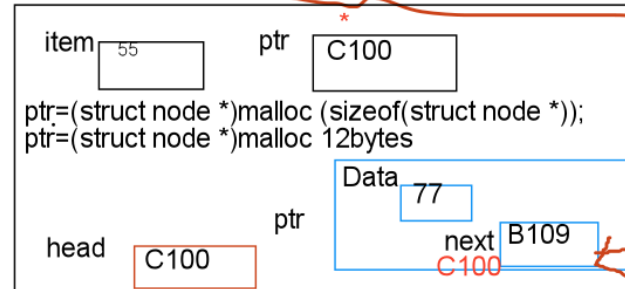 *
item 55 ptr C100
ptr=(struct node *)malloc (sizeof(struct node *));
ptr=(struct node *)malloc 12bytes
Data 77
ptr
next B109
head C100
C100